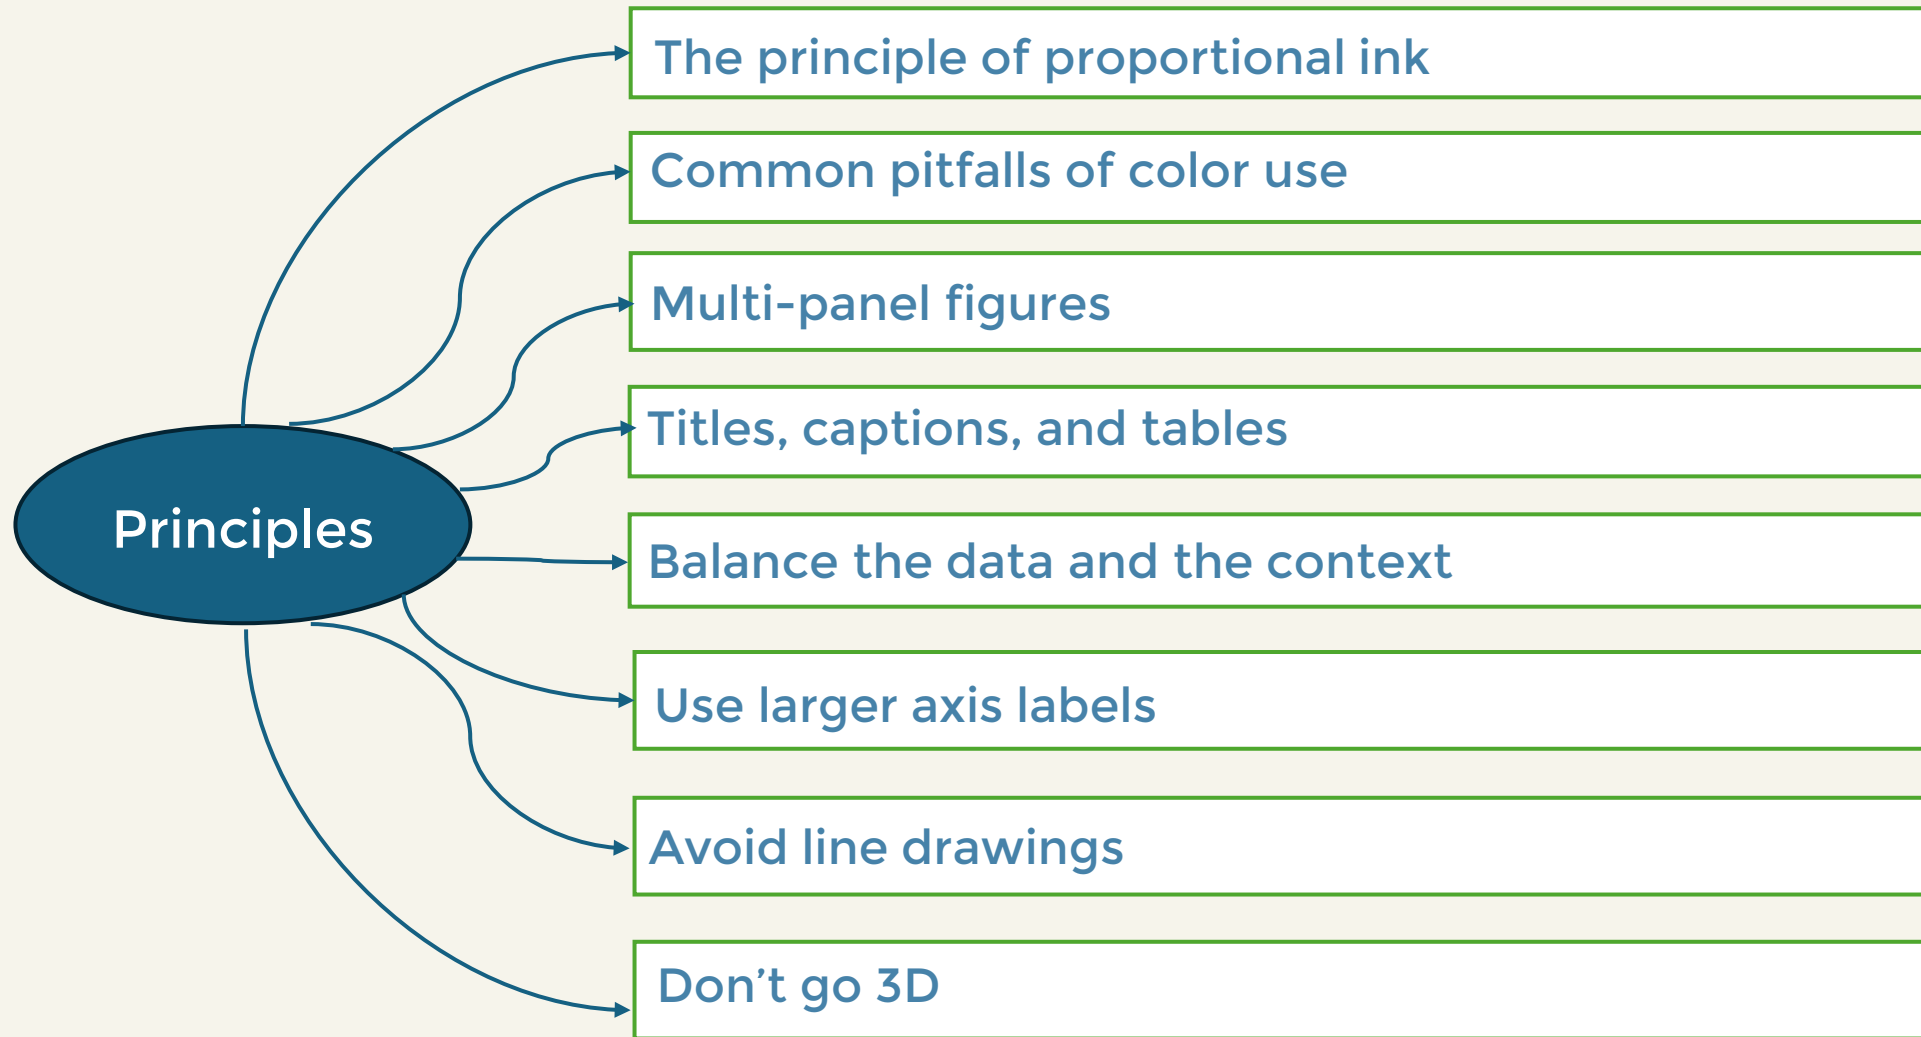 The principle of proportional ink
Common pitfalls of color use
Multi-panel figures
Titles, captions, and tables
Principles
Balance the data and the context
Use larger axis labels
Avoid line drawings
Don’t go 3D